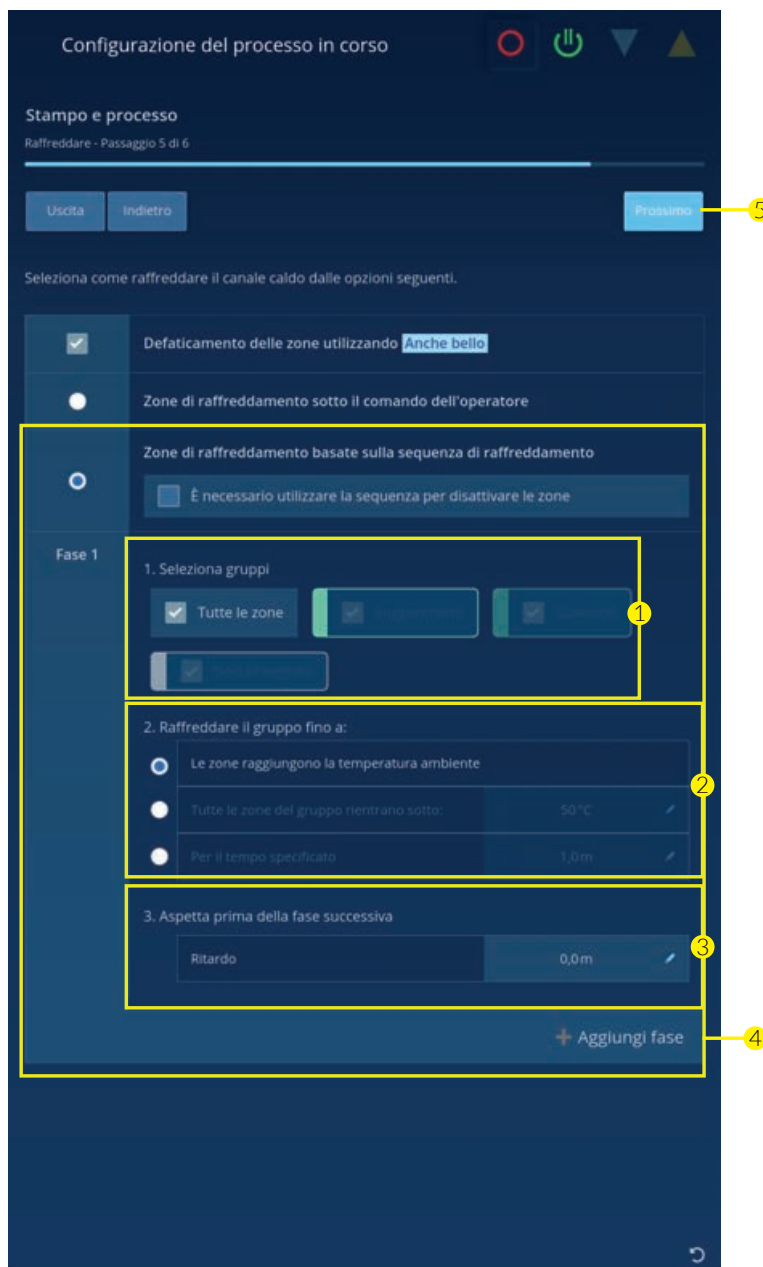 Configurazione del processo in corso
Stampo e processo
Raffreddare - Passaggio 5 di 6
Uscita
Indietro
Prossimo
5
Seleziona come raffreddare il canale caldo dalle opzioni seguenti.
Defaticamento delle zone utilizzando Anche bello
Zone di raffreddamento sotto il comando dell'operatore
Zone di raffreddamento basate sulla sequenza di raffreddamento
È necessario utilizzare la sequenza per disattivare le zone
Fase 1
1. Seleziona gruppi
Tutte le zone
1
2. Raffreddare il gruppo fino a:
Le zone raggiungono la temperatura ambiente
2
Tutte le zone del gruppo rientrano sotto: 50°C
Per il tempo specificato 1,0 m
3. Aspetta prima della fase successiva
3
Ritardo 0,0 m
+ Aggiungi fase
4